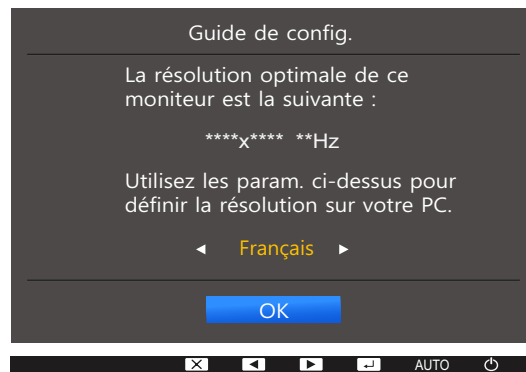 Guide de config.
La résolution optimale de ce
moniteur est la suivante :
****x**** **Hz
Utilisez les param. ci-dessus pour
définir la résolution sur votre PC.
Français
OK
AUTO